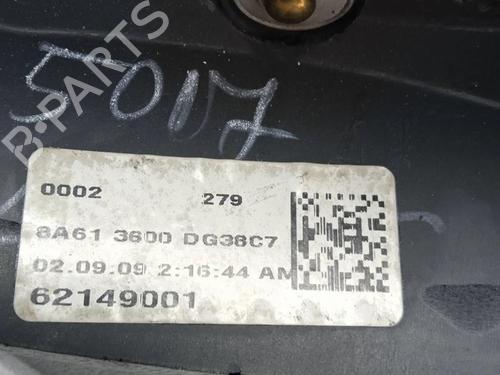 5017
B-PARTS
0002 279
8A61 3600 DG38C7
02.09.09 2:16:44 AM
62149001